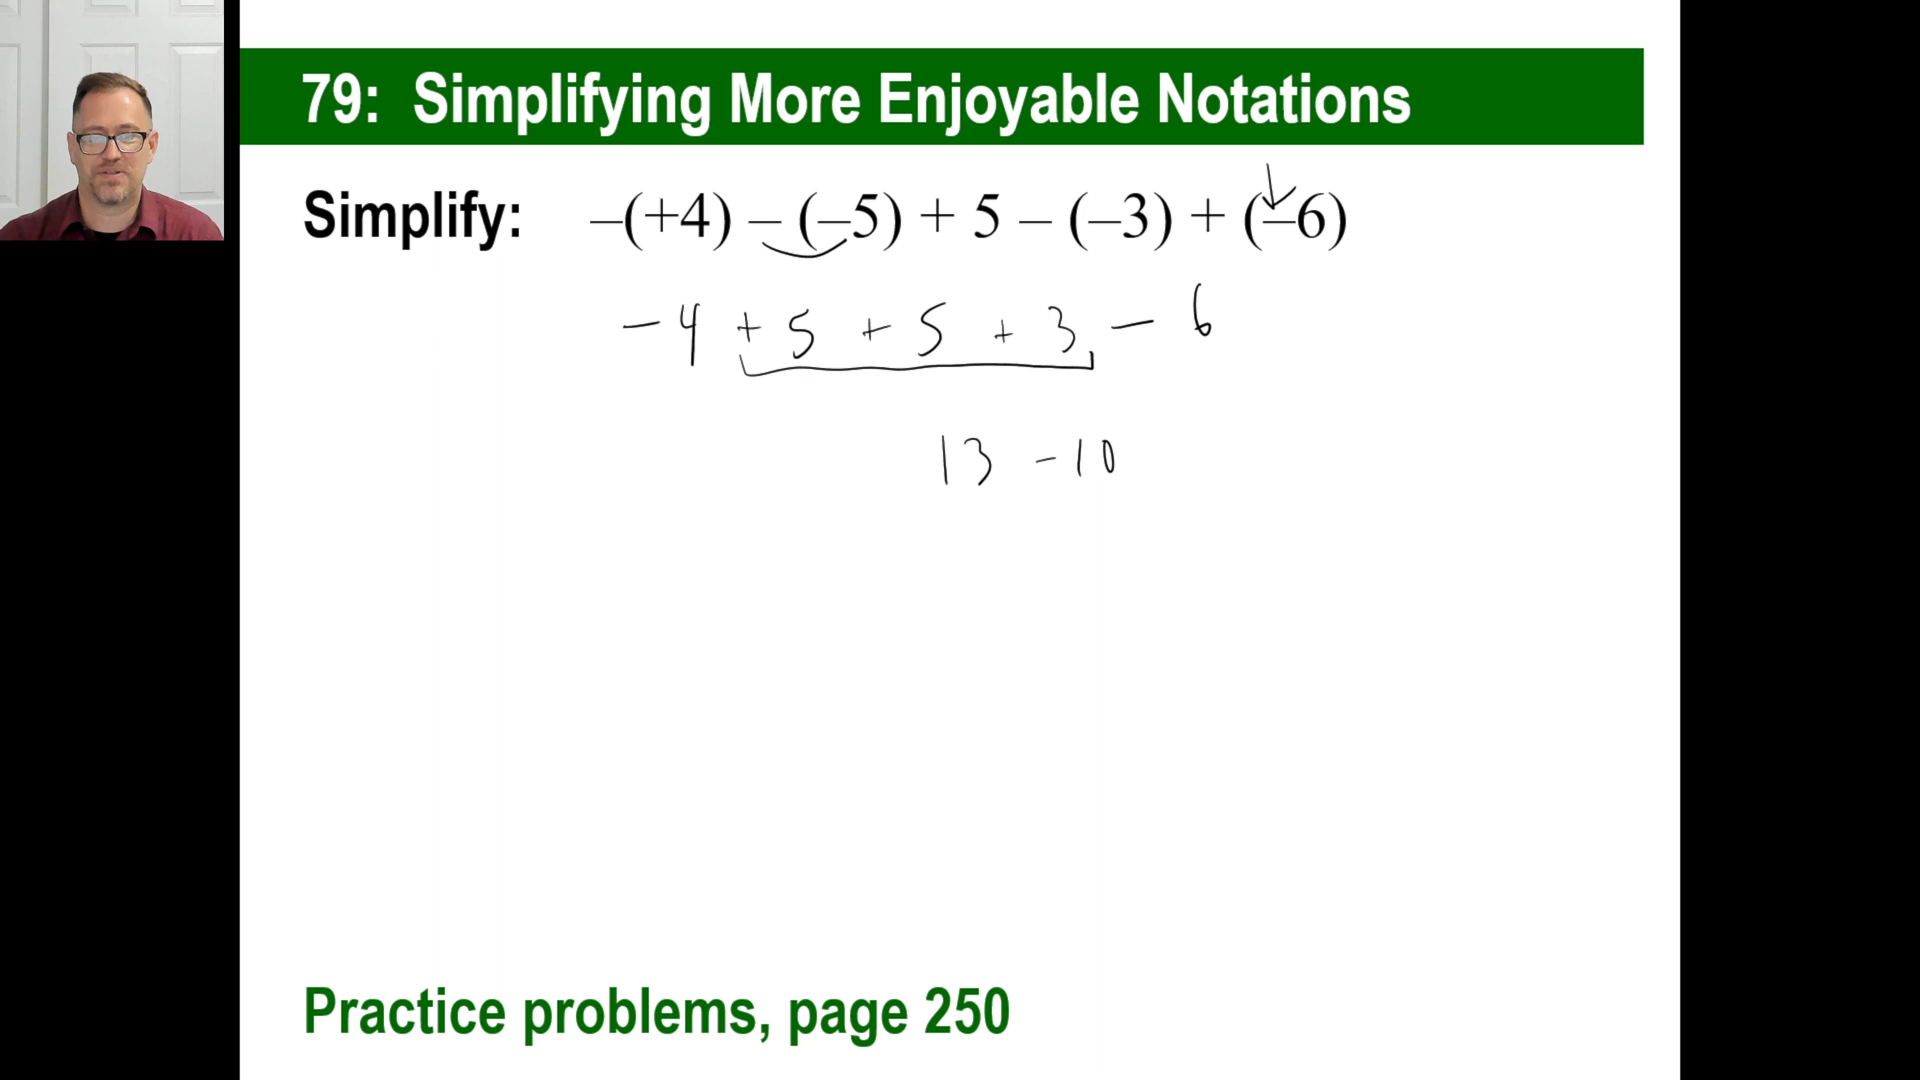 79: Simplifying More Enjoyable Notations
Simplify: –(+4) – (–5) + 5 – (–3) + (–6)
- 4 + 5 + 5 + 3 - 6
13 - 10
Practice problems, page 250